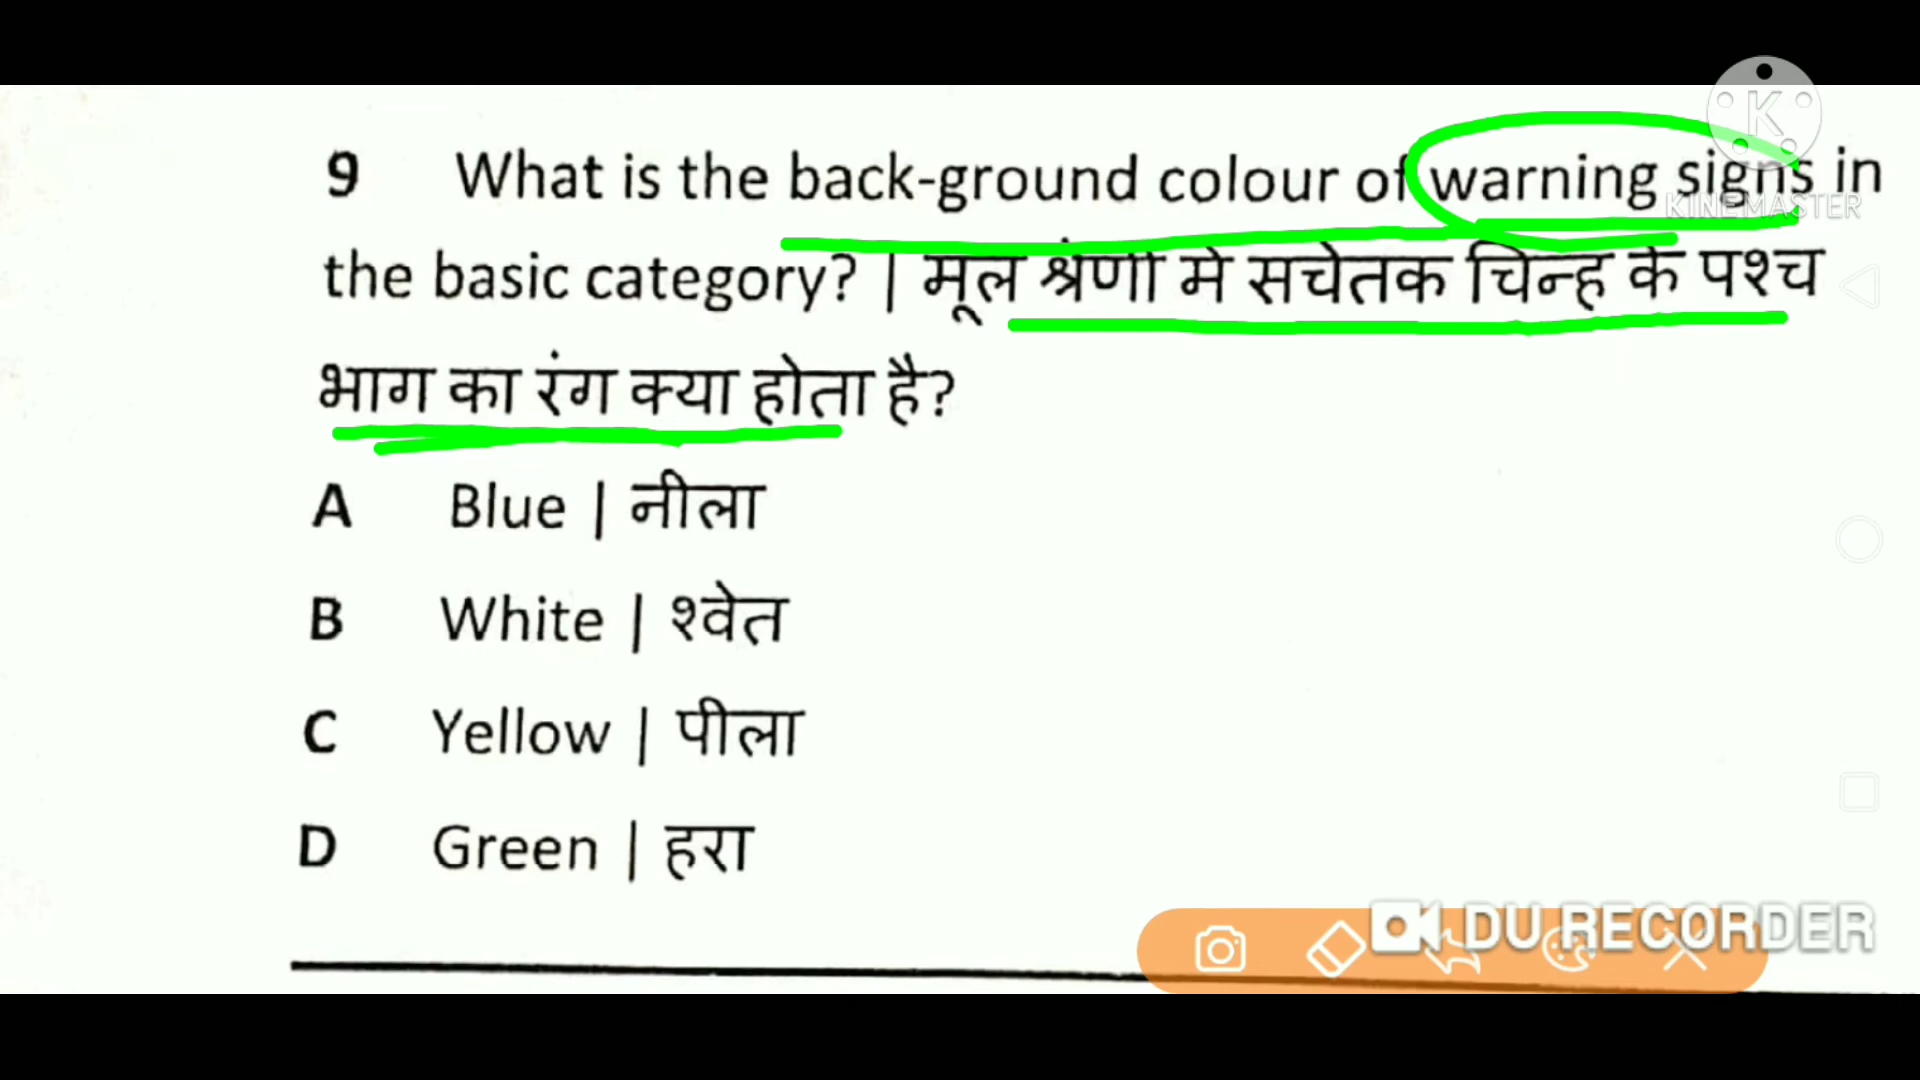 9 What is the back-ground colour of warning signs in
the basic category? | मूल श्रेणी मे सचेतक चिन्ह के पश्च
भाग का रंग क्या होता है?
A Blue | नीला
B White | श्वेत
C Yellow | पीला
D Green | हरा
K
KINEMASTER
DU RECORDER